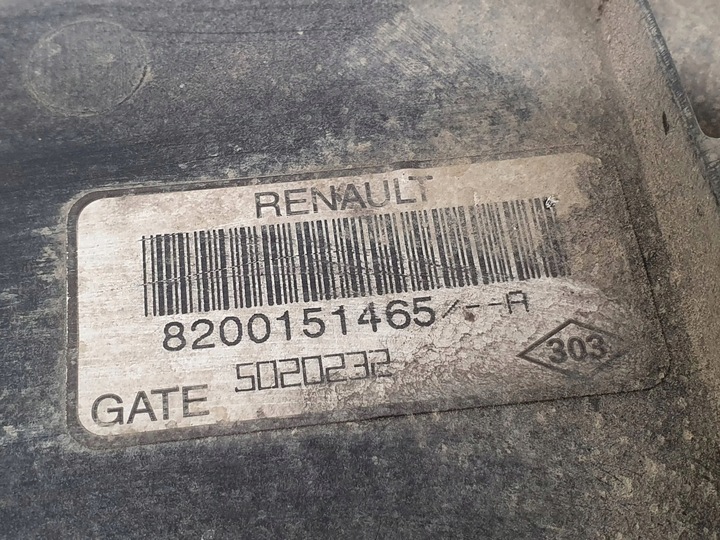 RENAULT
8200151465/--A
GATE 5020232
303